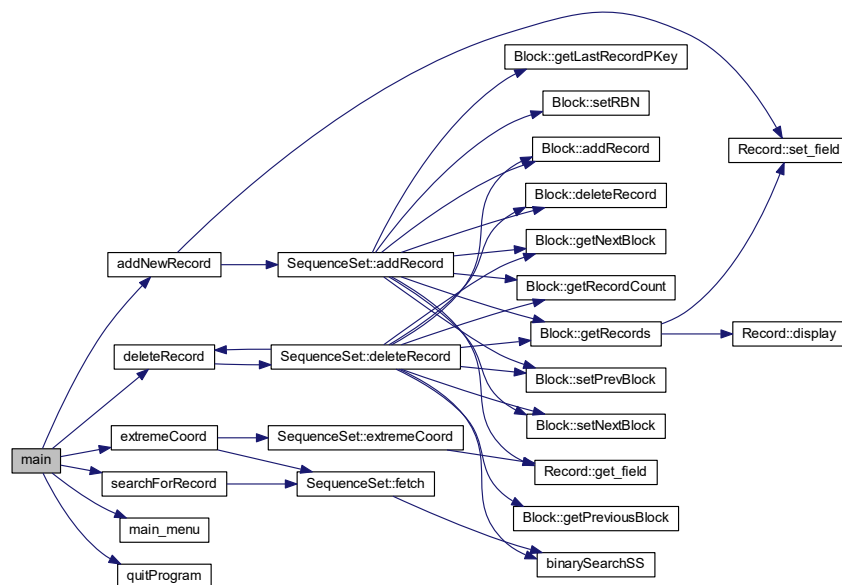 Block::getLastRecordPKey
Block::setRBN
Block::addRecord
Record::set_field
Block::deleteRecord
Block::getNextBlock
addNewRecord
SequenceSet::addRecord
Block::getRecordCount
Block::getRecords
Record::display
deleteRecord
SequenceSet::deleteRecord
Block::setPrevBlock
Block::setNextBlock
extremeCoord
SequenceSet::extremeCoord
main
Record::get_field
searchForRecord
SequenceSet::fetch
Block::getPreviousBlock
main_menu
binarySearchSS
quitProgram